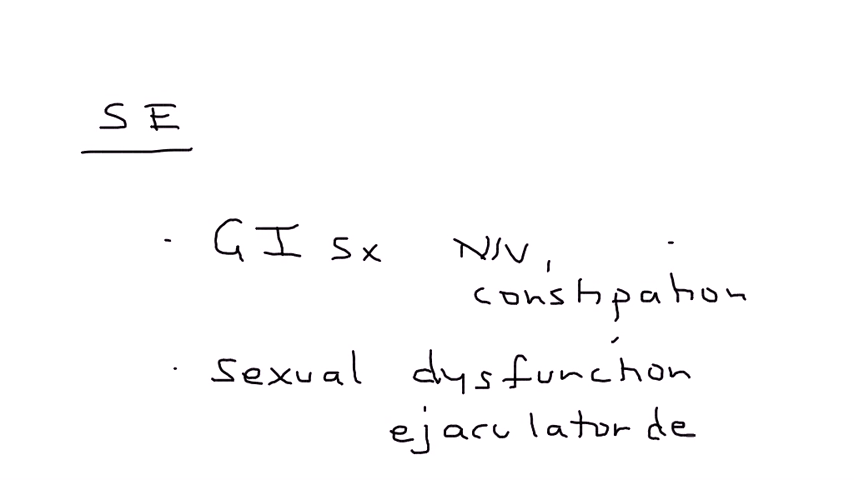 SE
· GI Sx N/V,
constipation
· sexual dysfunction
ejaculator de